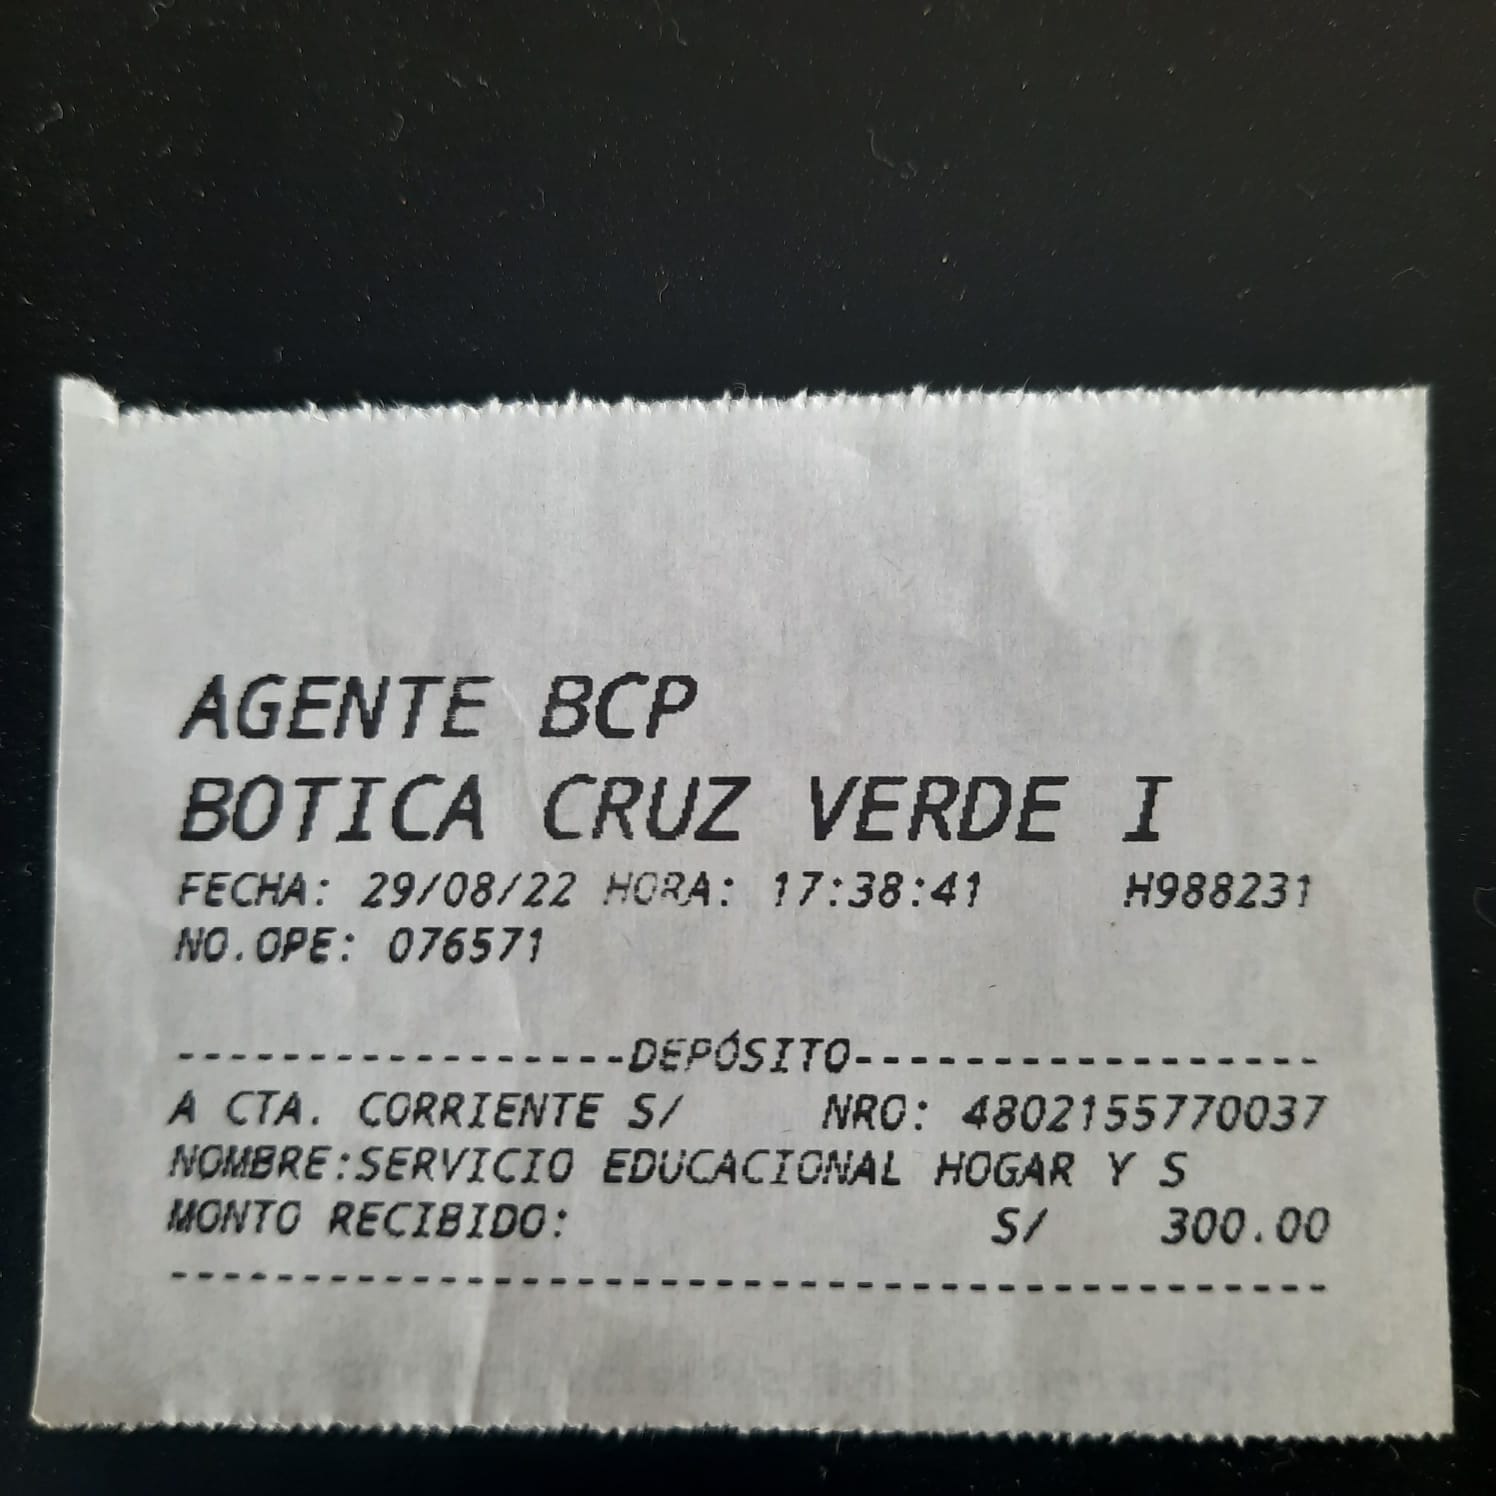 AGENTE BCP
BOTICA CRUZ VERDE I
FECHA: 29/08/22 HORA: 17:38:41 H988231
NO.OPE: 076571
-----------------DEPÓSITO------------------
A CTA. CORRIENTE S/ NRO: 4802155770037
NOMBRE:SERVICIO EDUCACIONAL HOGAR Y S
MONTO RECIBIDO: S/ 300.00
--------------------------------------------